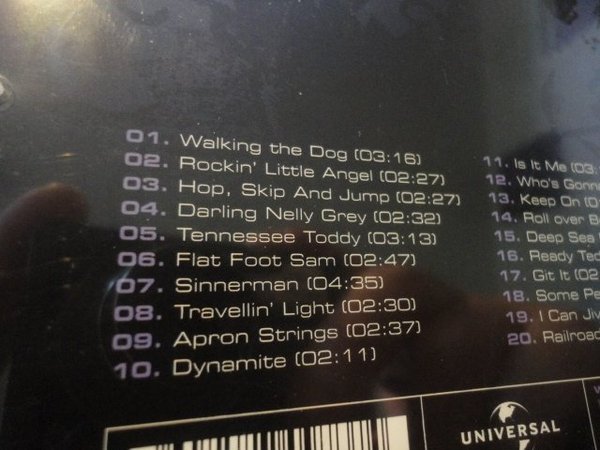 01. Walking the Dog (03:16)
02. Rockin' Little Angel (02:27)
03. Hop, Skip And Jump (02:27)
04. Darling Nelly Grey (02:32)
05. Tennessee Toddy (03:13)
06. Flat Foot Sam (02:47)
07. Sinnerman (04:35)
08. Travellin' Light (02:30)
09. Apron Strings (02:37)
10. Dynamite (02:11)
11. Is It Me (03:
12. Who's Gonna
13. Keep On (0
14. Roll over
15. Deep Sea
16. Ready
17. Git It (02
18. Some
19. I Can
20. Railroad
UNIVERSAL